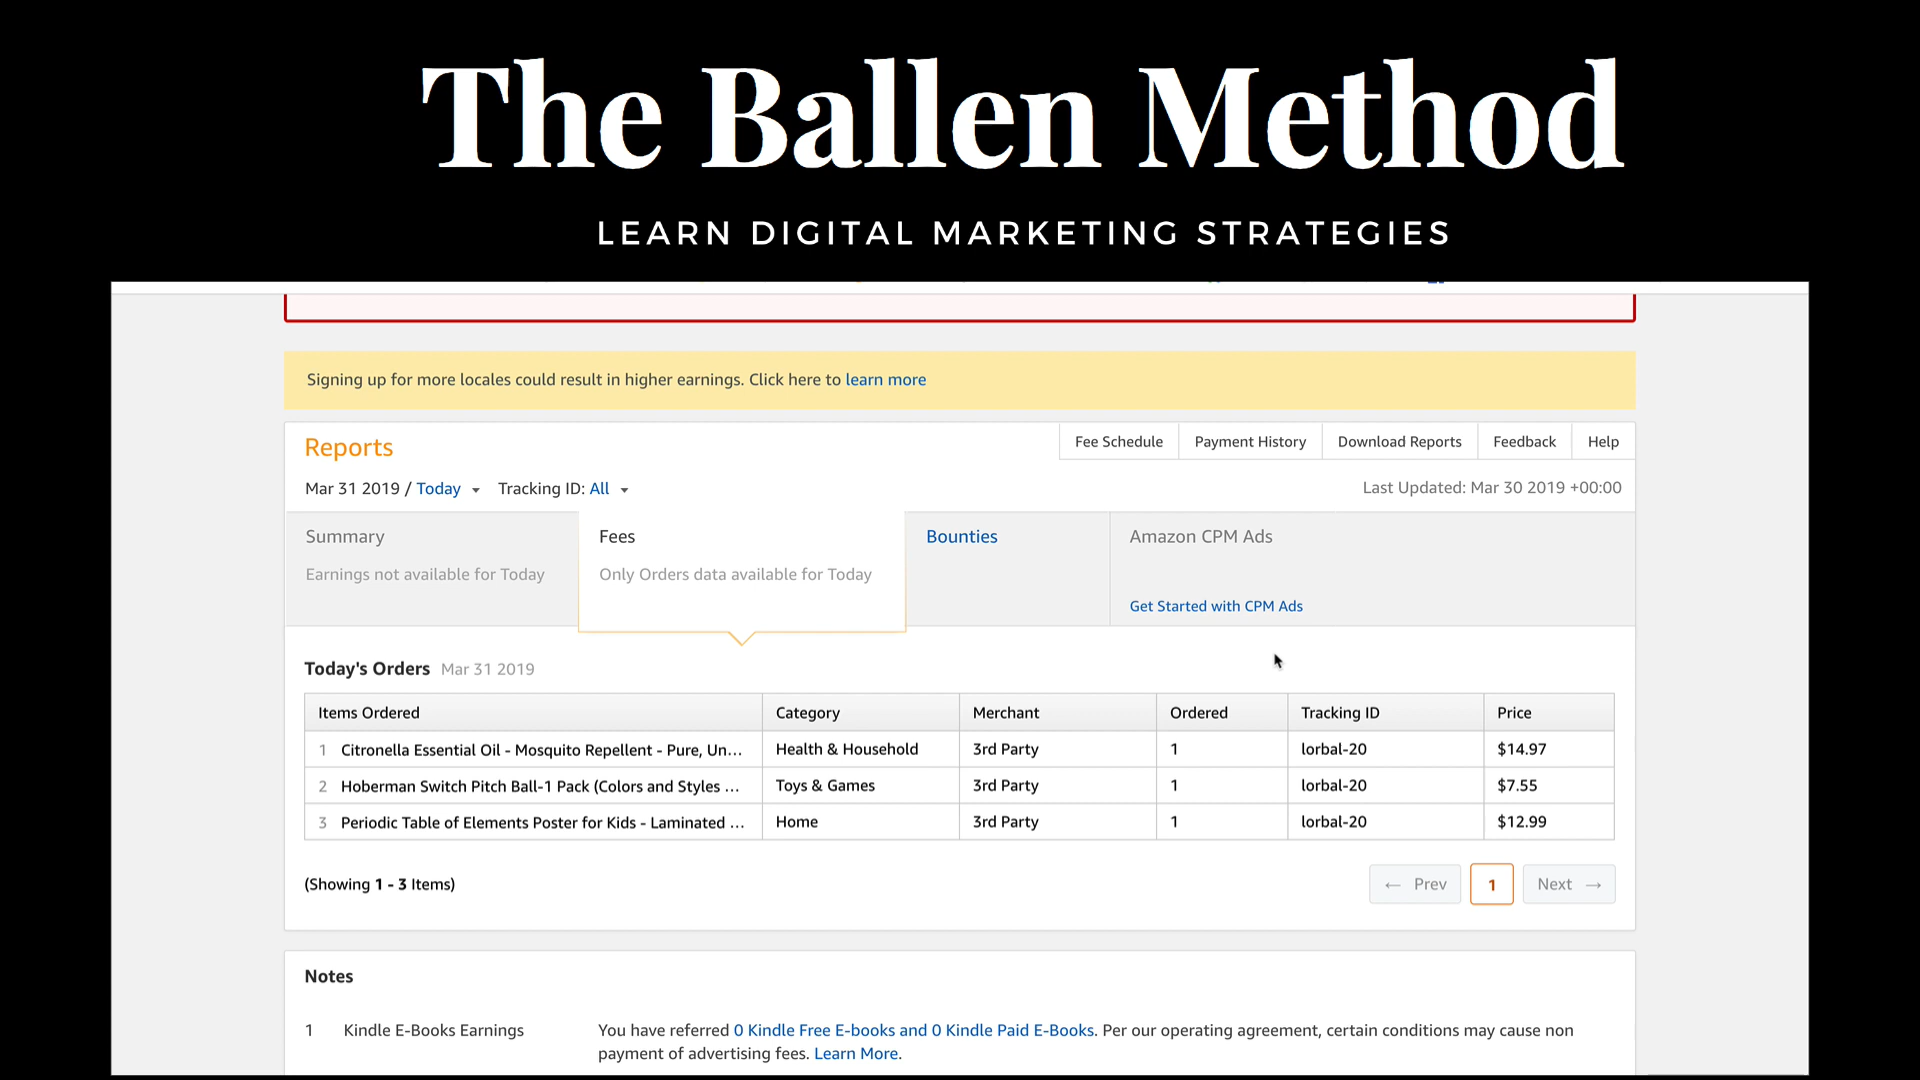 The Ballen Method
LEARN DIGITAL MARKETING STRATEGIES
Signing up for more locales could result in higher earnings. Click here to learn more
Reports
Fee Schedule Payment History Download Reports Feedback Help
Mar 31 2019 / Today Tracking ID: All Last Updated: Mar 30 2019 +00:00
Summary Fees Bounties Amazon CPM Ads
Earnings not available for Today Only Orders data available for Today
Get Started with CPM Ads
Today's Orders Mar 31 2019
Items Ordered Category Merchant Ordered Tracking ID Price
1 Citronella Essential Oil - Mosquito Repellent - Pure, Un... Health & Household 3rd Party 1 lorbal-20 $14.97
2 Hoberman Switch Pitch Ball-1 Pack (Colors and Styles ... Toys & Games 3rd Party 1 lorbal-20 $7.55
3 Periodic Table of Elements Poster for Kids - Laminated ... Home 3rd Party 1 lorbal-20 $12.99
(Showing 1 - 3 Items) ← Prev 1 Next →
Notes
1 Kindle E-Books Earnings You have referred 0 Kindle Free E-books and 0 Kindle Paid E-Books. Per our operating agreement, certain conditions may cause non
payment of advertising fees. Learn More.